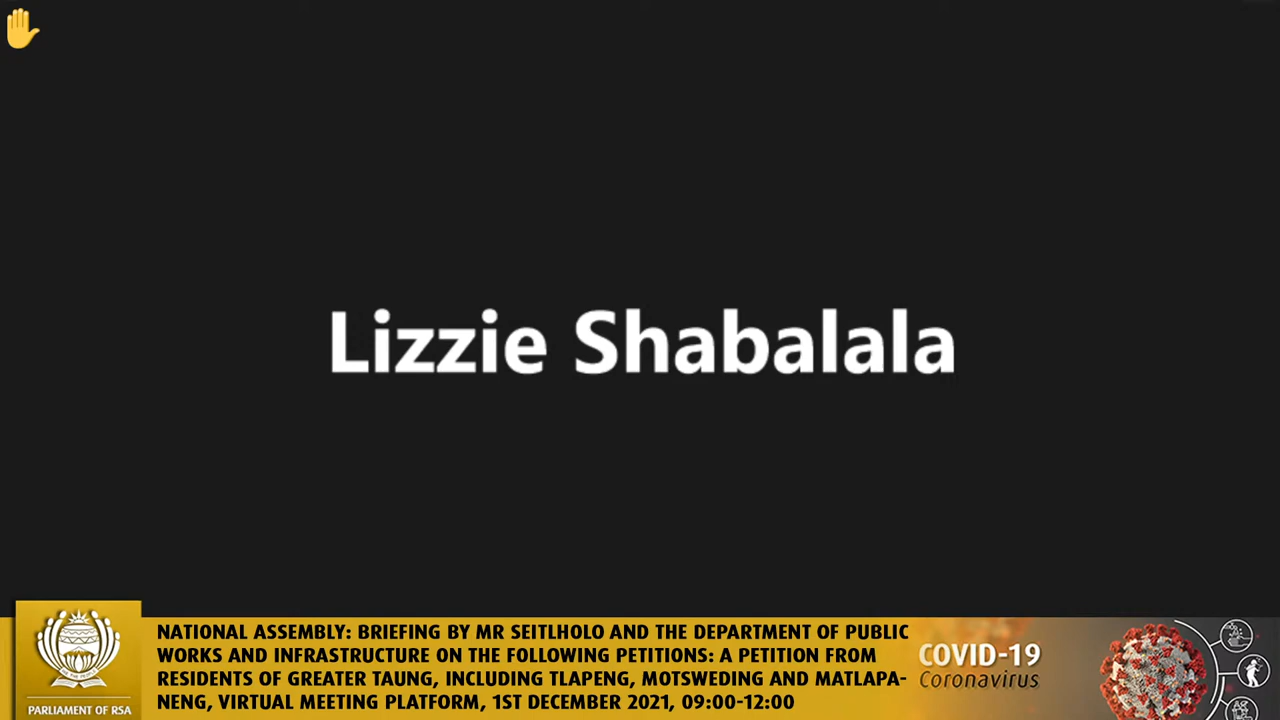 Lizzie Shabalala
NATIONAL ASSEMBLY: BRIEFING BY MR SEITLHOLO AND THE DEPARTMENT OF PUBLIC
WORKS AND INFRASTRUCTURE ON THE FOLLOWING PETITIONS: A PETITION FROM
RESIDENTS OF GREATER TAUNG, INCLUDING TLAPENG, MOTSWEDING AND MATLAPA-
NENG, VIRTUAL MEETING PLATFORM, 1ST DECEMBER 2021, 09:00-12:00
PARLIAMENT OF RSA
COVID-19
Coronavirus